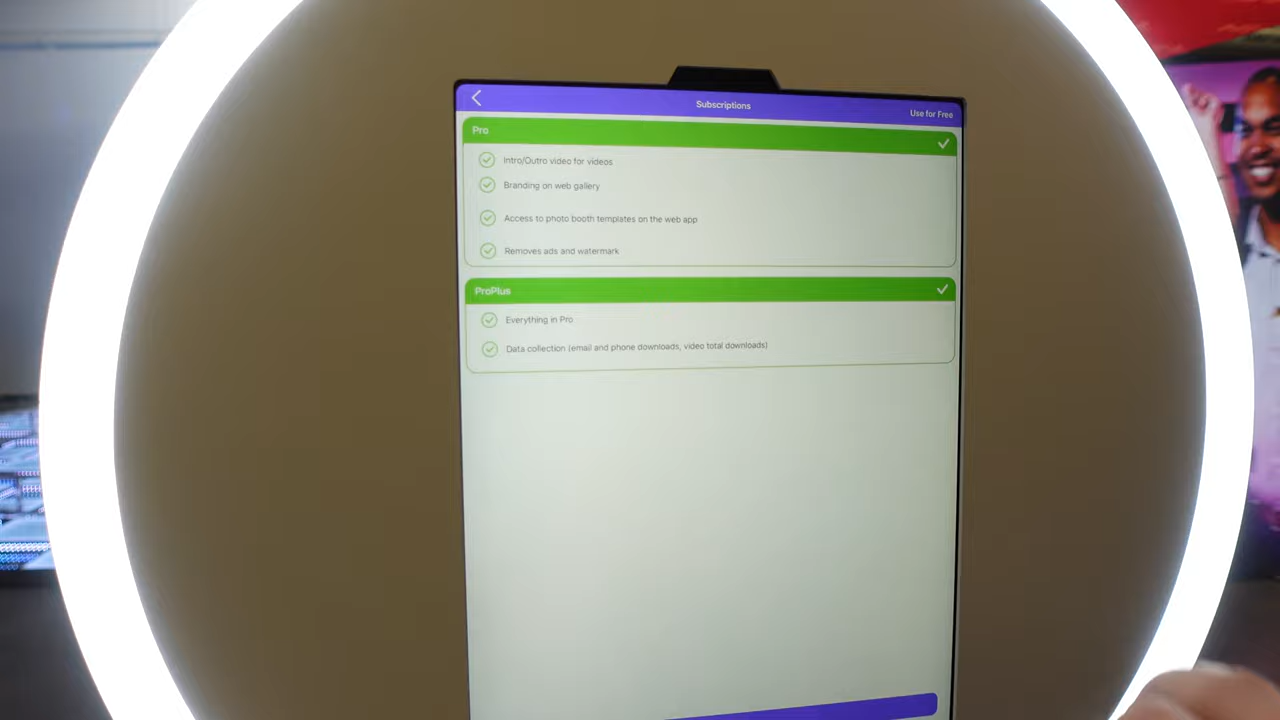 Subscriptions
Use for Free
Pro
Intro/Outro video for videos
Branding on web gallery
Access to photo booth templates on the web app
Removes ads and watermark
ProPlus
Everything in Pro
Data collection (email and phone downloads, video total downloads)